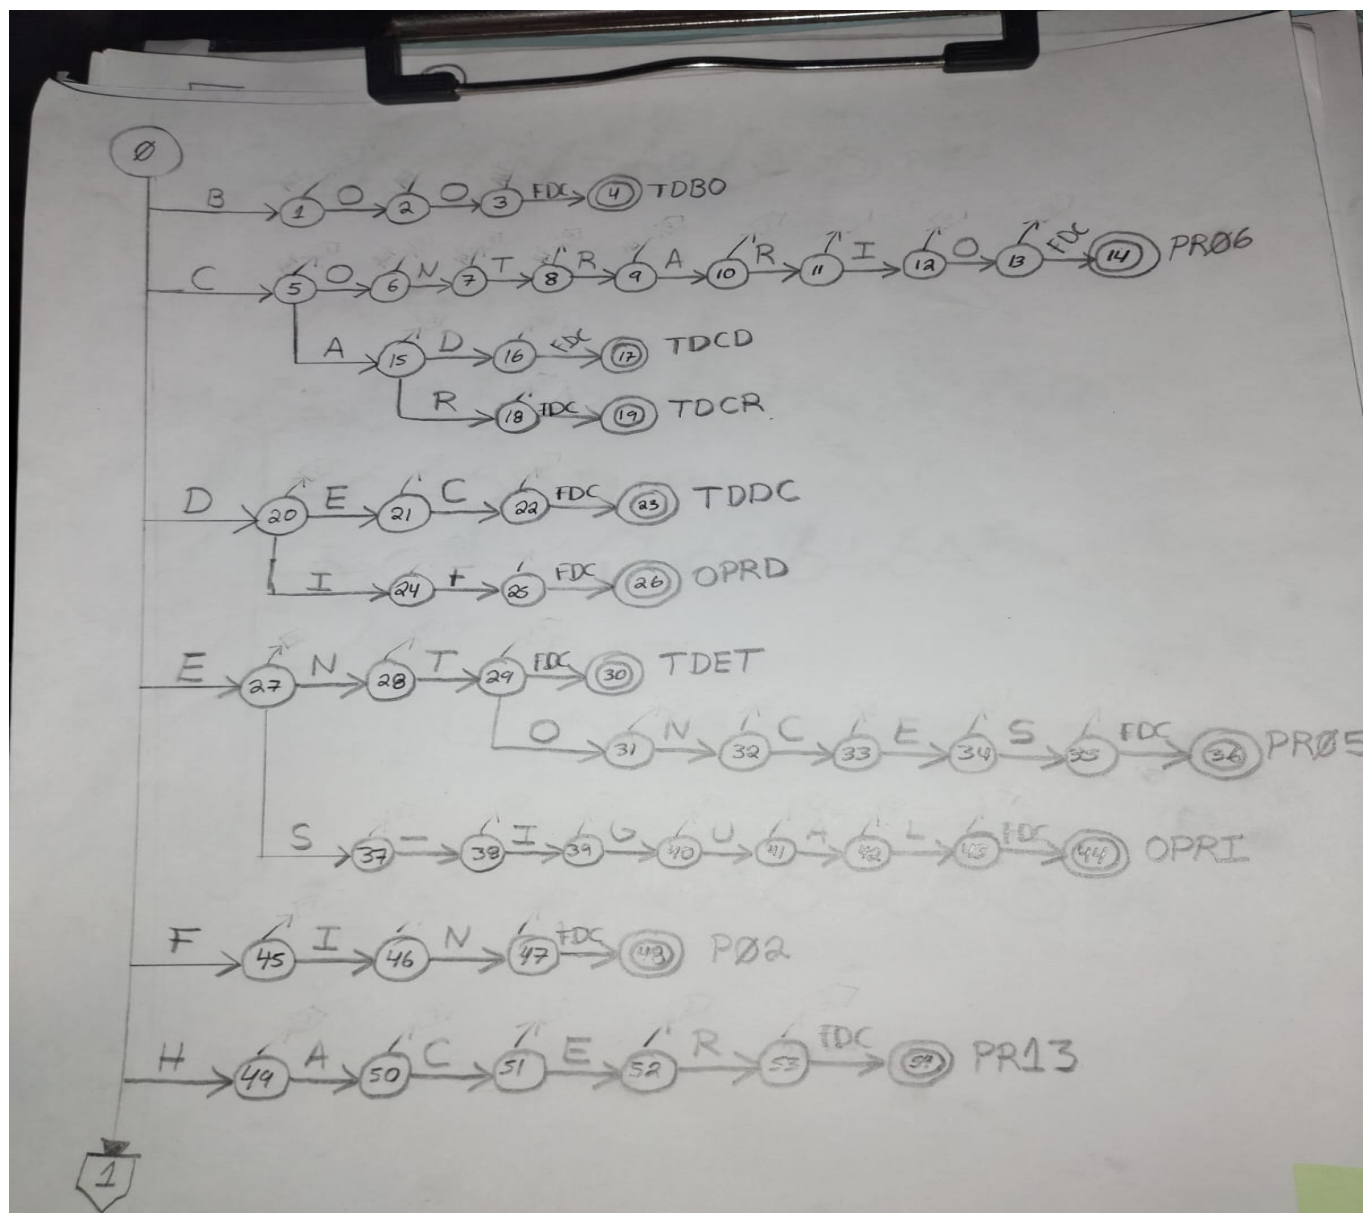 Ø
B 1 O 2 O 3 FDC 4 TDBO
C 5 O 6 N 7 T 8 R 9 A 10 R 11 I 12 O 13 FDC 14 PRØ6
A 15 D 16 FDC 17 TDCD
R 18 FDC 19 TDCR
D 20 E 21 C 22 FDC 23 TDDC
I 24 + 25 FDC 26 OPRD
E 27 N 28 T 29 FDC 30 TDET
O 31 N 32 C 33 E 34 S 35 FDC 36 PRØ5
S 37 – 38 I 39 G 40 U 41 A 42 L 43 FDC 44 OPRI
F 45 I 46 N 47 FDC 48 PØ2
H 49 A 50 C 51 E 52 R 53 FDC 54 PR13
1